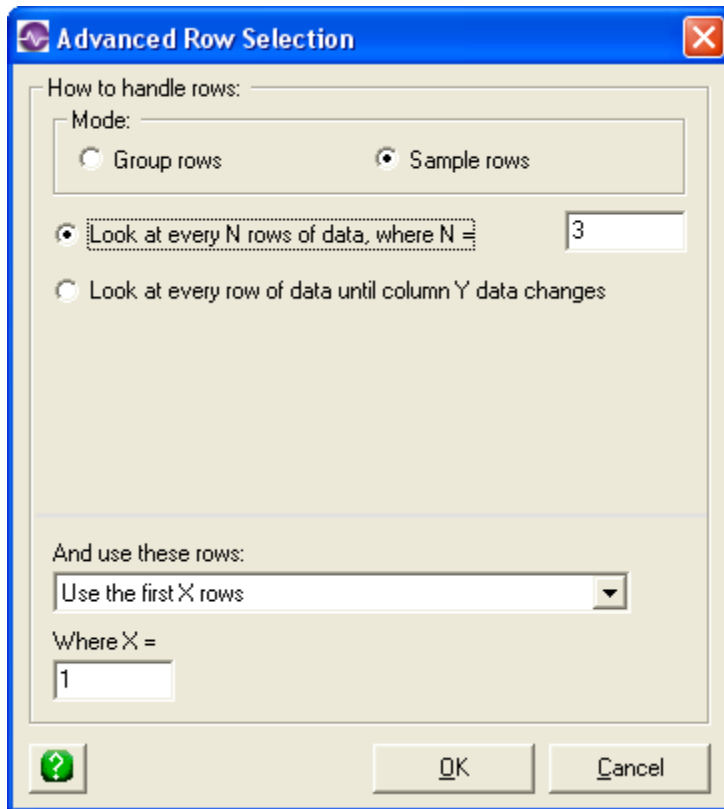 Advanced Row Selection
How to handle rows:
Mode:
Group rows
Sample rows
Look at every N rows of data, where N =
3
Look at every row of data until column Y data changes
And use these rows:
Use the first X rows
Where X =
1
?
OK
Cancel